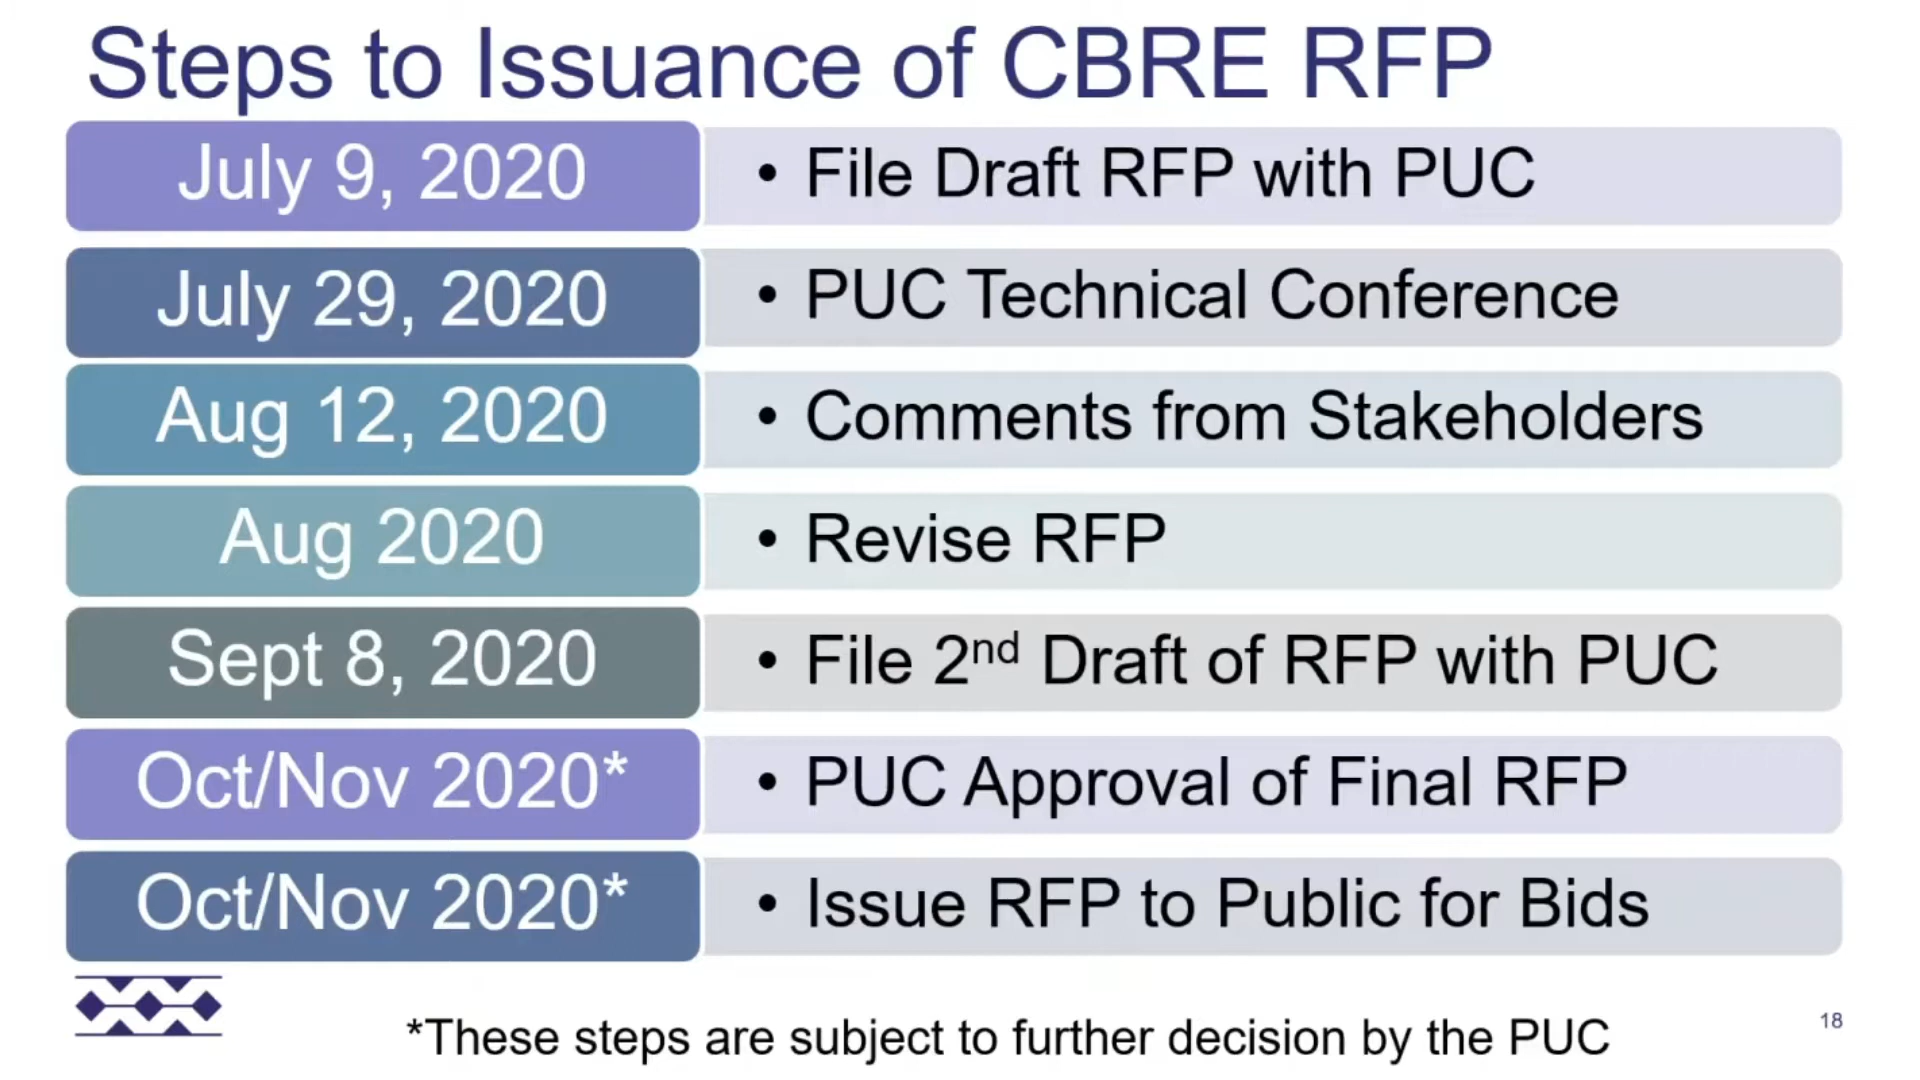 Steps to Issuance of CBRE RFP
July 9, 2020
• File Draft RFP with PUC
July 29, 2020
• PUC Technical Conference
Aug 12, 2020
• Comments from Stakeholders
Aug 2020
• Revise RFP
Sept 8, 2020
• File 2nd Draft of RFP with PUC
Oct/Nov 2020*
• PUC Approval of Final RFP
Oct/Nov 2020*
• Issue RFP to Public for Bids
*These steps are subject to further decision by the PUC
18